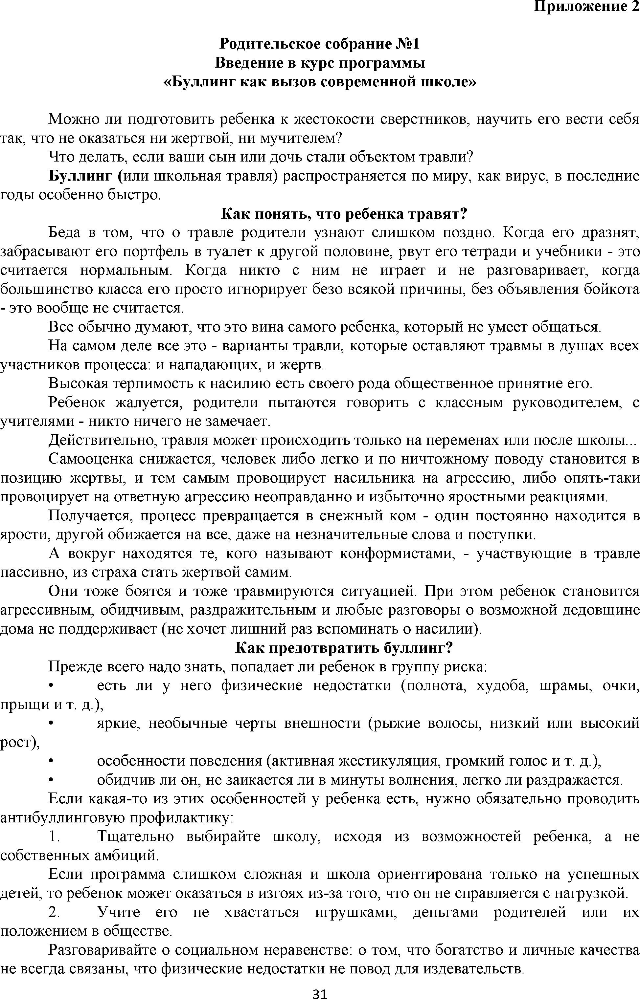 Приложение 2
Родительское собрание №1
Введение в курс программы
«Буллинг как вызов современной школе»
Можно ли подготовить ребенка к жестокости сверстников, научить его вести себя
так, что не оказаться ни жертвой, ни мучителем?
Что делать, если ваши сын или дочь стали объектом травли?
Буллинг (или школьная травля) распространяется по миру, как вирус, в последние
годы особенно быстро.
Как понять, что ребенка травят?
Беда в том, что о травле родители узнают слишком поздно. Когда его дразнят,
забрасывают его портфель в туалет к другой половине, рвут его тетради и учебники - это
считается нормальным. Когда никто с ним не играет и не разговаривает, когда
большинство класса его просто игнорирует безо всякой причины, без объявления бойкота
- это вообще не считается.
Все обычно думают, что это вина самого ребенка, который не умеет общаться.
На самом деле все это - варианты травли, которые оставляют травмы в душах всех
участников процесса: и нападающих, и жертв.
Высокая терпимость к насилию есть своего рода общественное принятие его.
Ребенок жалуется, родители пытаются говорить с классным руководителем, с
учителями - никто ничего не замечает.
Действительно, травля может происходить только на переменах или после школы...
Самооценка снижается, человек либо легко и по ничтожному поводу становится в
позицию жертвы, и тем самым провоцирует насильника на агрессию, либо опять-таки
провоцирует на ответную агрессию неоправданно и избыточно яростными реакциями.
Получается, процесс превращается в снежный ком - один постоянно находится в
ярости, другой обижается на все, даже на незначительные слова и поступки.
А вокруг находятся те, кого называют конформистами, - участвующие в травле
пассивно, из страха стать жертвой самим.
Они тоже боятся и тоже травмируются ситуацией. При этом ребенок становится
агрессивным, обидчивым, раздражительным и любые разговоры о возможной дедовщине
дома не поддерживает (не хочет лишний раз вспоминать о насилии).
Как предотвратить буллинг?
Прежде всего надо знать, попадает ли ребенок в группу риска:
• есть ли у него физические недостатки (полнота, худоба, шрамы, очки,
прыщи и т. д.),
• яркие, необычные черты внешности (рыжие волосы, низкий или высокий
рост),
• особенности поведения (активная жестикуляция, громкий голос и т. д.),
• обидчив ли он, не заикается ли в минуты волнения, легко ли раздражается.
Если какая-то из этих особенностей у ребенка есть, нужно обязательно проводить
антибуллинговую профилактику:
1. Тщательно выбирайте школу, исходя из возможностей ребенка, а не
собственных амбиций.
Если программа слишком сложная и школа ориентирована только на успешных
детей, то ребенок может оказаться в изгоях из-за того, что он не справляется с нагрузкой.
2. Учите его не хвастаться игрушками, деньгами родителей или их
положением в обществе.
Разговаривайте о социальном неравенстве: о том, что богатство и личные качества
не всегда связаны, что физические недостатки не повод для издевательств.
31